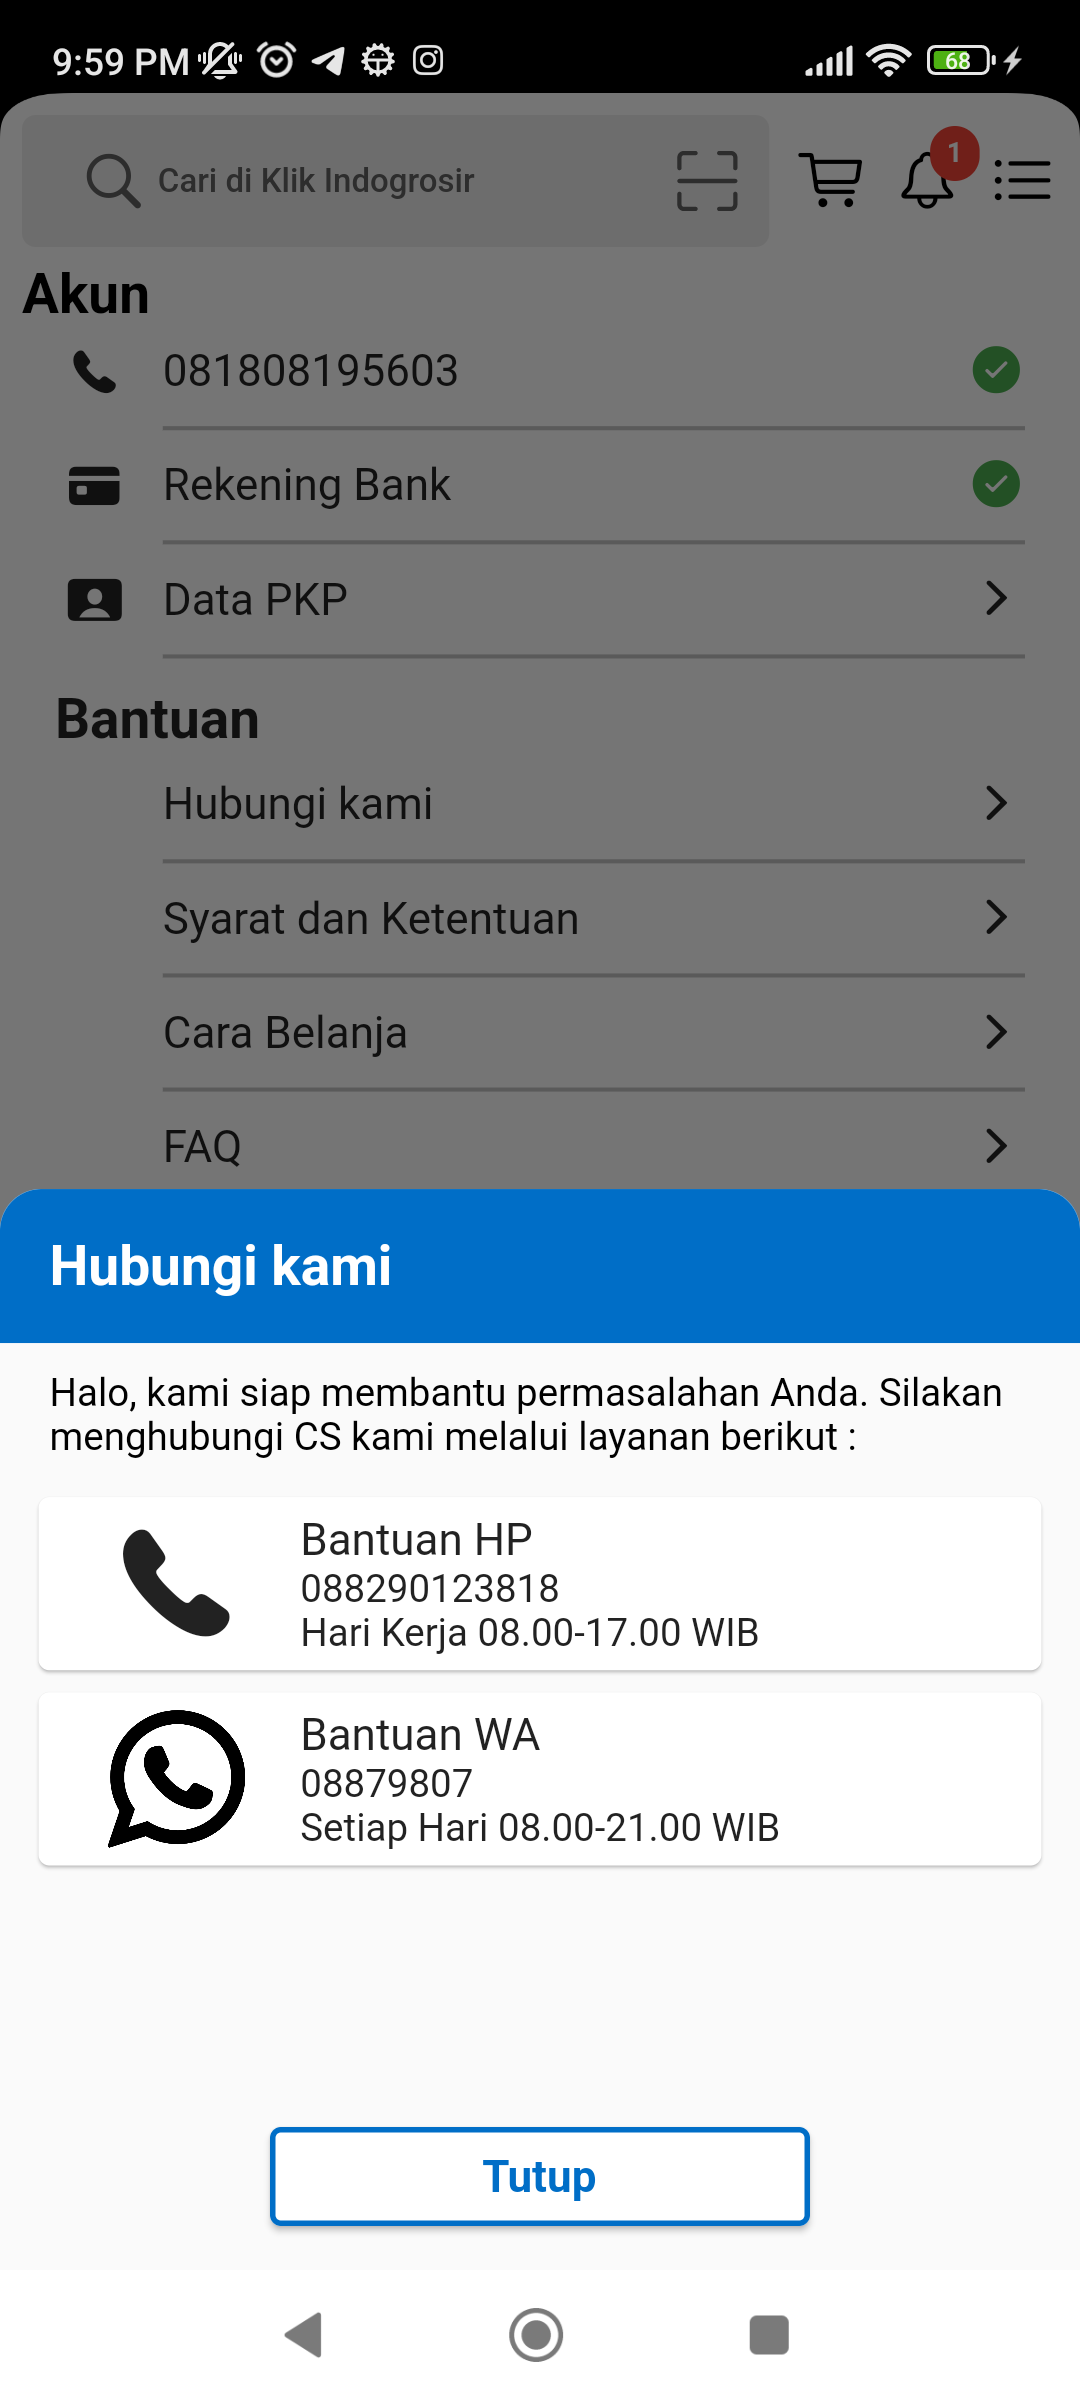 9:59 PM
68
Cari di Klik Indogrosir
1
Akun
081808195603
Rekening Bank
Data PKP
Bantuan
Hubungi kami
Syarat dan Ketentuan
Cara Belanja
FAQ
Hubungi kami
Halo, kami siap membantu permasalahan Anda. Silakan
menghubungi CS kami melalui layanan berikut :
Bantuan HP
088290123818
Hari Kerja 08.00-17.00 WIB
Bantuan WA
08879807
Setiap Hari 08.00-21.00 WIB
Tutup